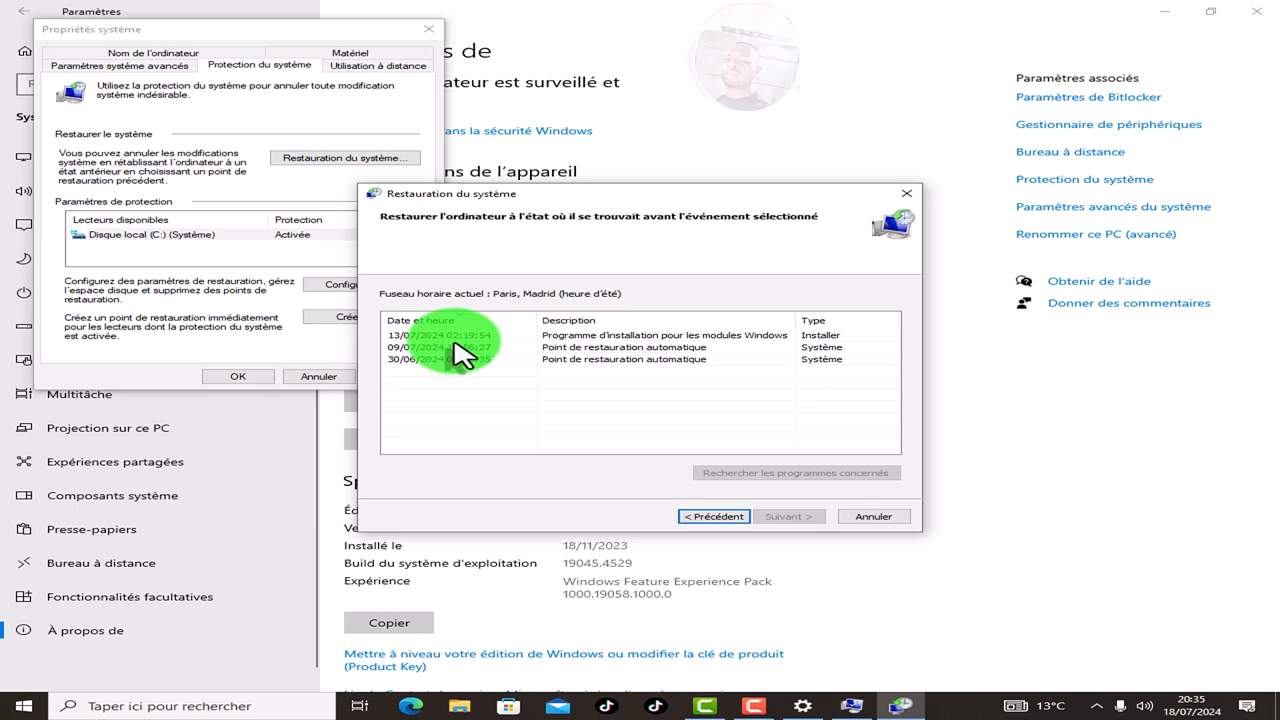 Paramètres
Propriétés système
Nom de l'ordinateur
Matériel
Paramètres système avancés
Protection du système
Utilisation à distance
Utilisez la protection du système pour annuler toute modification
système indésirable.
Restaurer le système
Vous pouvez annuler les modifications
système en rétablissant l'ordinateur à un
état antérieur en choisissant un point de
restauration précédent.
Restauration du système...
Paramètres de protection
Lecteurs disponibles
Protection
Disque local (C:) (Système)
Activée
Configurez des paramètres de restauration, gérez
l'espace disque et supprimez des points de
restauration.
Créez un point de restauration immédiatement
pour les lecteurs dont la protection du système
est activée.
OK
Annuler
Multitâche
Projection sur ce PC
Expériences partagées
Composants système
Presse-papiers
Bureau à distance
Fonctionnalités facultatives
À propos de
s de
ateur est surveillé et
ans la sécurité Windows
ns de l'appareil
Restauration du système
Restaurer l'ordinateur à l'état où il se trouvait avant l'événement sélectionné
Fuseau horaire actuel : Paris, Madrid (heure d'été)
Date et heure
Description
Type
13/07/2024 02:19:54
Programme d'installation pour les modules Windows
Installer
Point de restauration automatique
Système
Point de restauration automatique
Système
Rechercher les programmes concernés
< Précédent
Suivant >
Annuler
Installé le
18/11/2023
Build du système d'exploitation
19045.4529
Expérience
Windows Feature Experience Pack
1000.19058.1000.0
Copier
Mettre à niveau votre édition de Windows ou modifier la clé de produit
(Product Key)
Paramètres associés
Paramètres de Bitlocker
Gestionnaire de périphériques
Bureau à distance
Protection du système
Paramètres avancés du système
Renommer ce PC (avancé)
Obtenir de l'aide
Donner des commentaires
Taper ici pour rechercher
13°C
20:35
18/07/2024